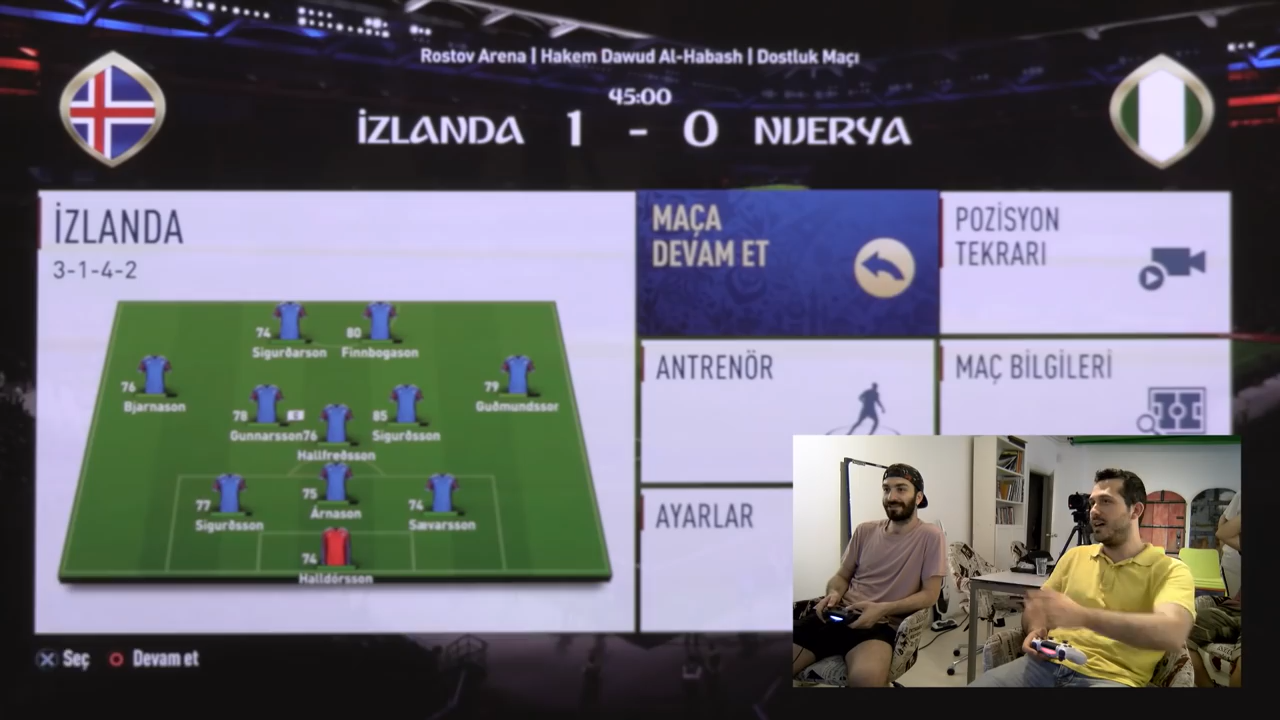 Rostov Arena | Hakem Dawud Al-Habash | Dostluk Maçı
45:00
İZLANDA 1 - 0 NIJERYA
İZLANDA
3-1-4-2
74 80
Sigurðarson Finnbogason
76 79
Bjarnason Guðmundssor
78 85
Gunnarsson 76 Sigurðsson
Hallfreðsson
77 75 74
Sigurðsson Árnason Sævarsson
74
Halldórsson
MAÇA
DEVAM ET
POZİSYON
TEKRARI
ANTRENÖR
MAÇ BİLGİLERİ
AYARLAR
Seç Devam et